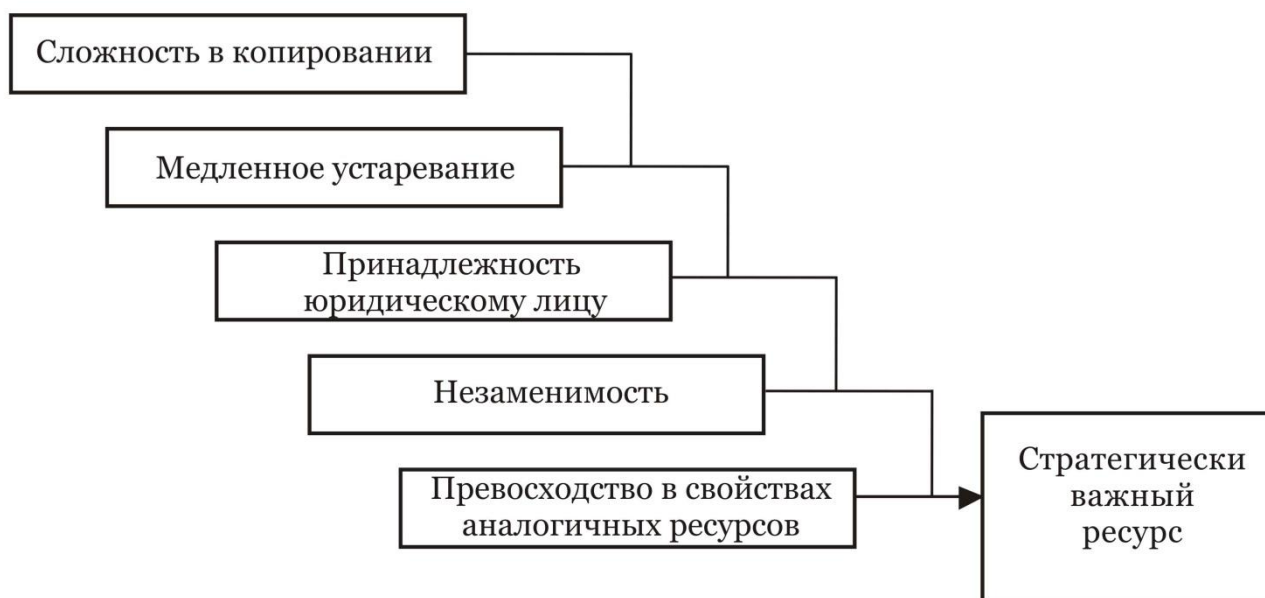 Сложность в копировании
Медленное устаревание
Принадлежность
юридическому лицу
Незаменимость
Превосходство в свойствах
аналогичных ресурсов
Стратегически
важный
ресурс